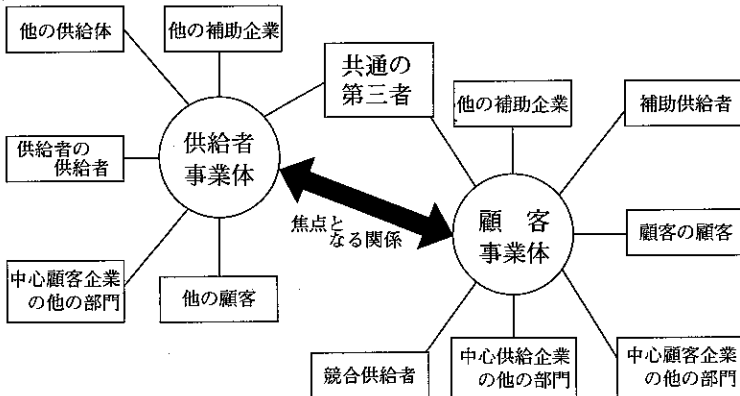 他の供給体
他の補助企業
共通の
第三者
他の補助企業
補助供給者
供給者の
供給者
供給者
事業体
焦点と
なる関係
顧 客
事業体
顧客の顧客
中心顧客企業
の他の部門
他の顧客
競合供給者
中心供給企業
の他の部門
中心顧客企業
の他の部門